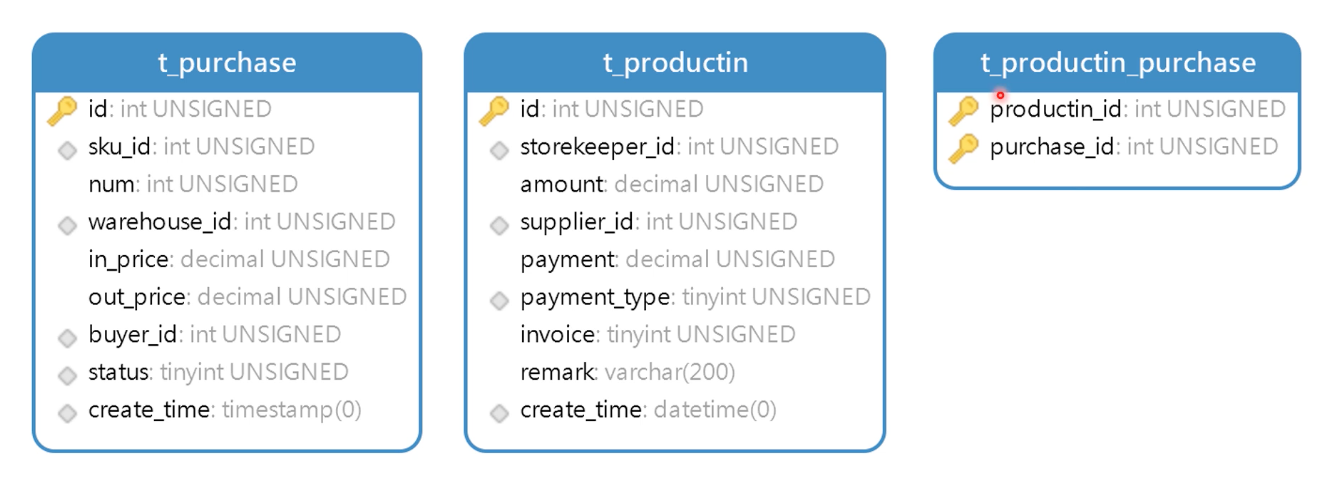 t_purchase
id: int UNSIGNED
sku_id: int UNSIGNED
num: int UNSIGNED
warehouse_id: int UNSIGNED
in_price: decimal UNSIGNED
out_price: decimal UNSIGNED
buyer_id: int UNSIGNED
status: tinyint UNSIGNED
create_time: timestamp(0)
t_productin
id: int UNSIGNED
storekeeper_id: int UNSIGNED
amount: decimal UNSIGNED
supplier_id: int UNSIGNED
payment: decimal UNSIGNED
payment_type: tinyint UNSIGNED
invoice: tinyint UNSIGNED
remark: varchar(200)
create_time: datetime(0)
t_productin_purchase
productin_id: int UNSIGNED
purchase_id: int UNSIGNED